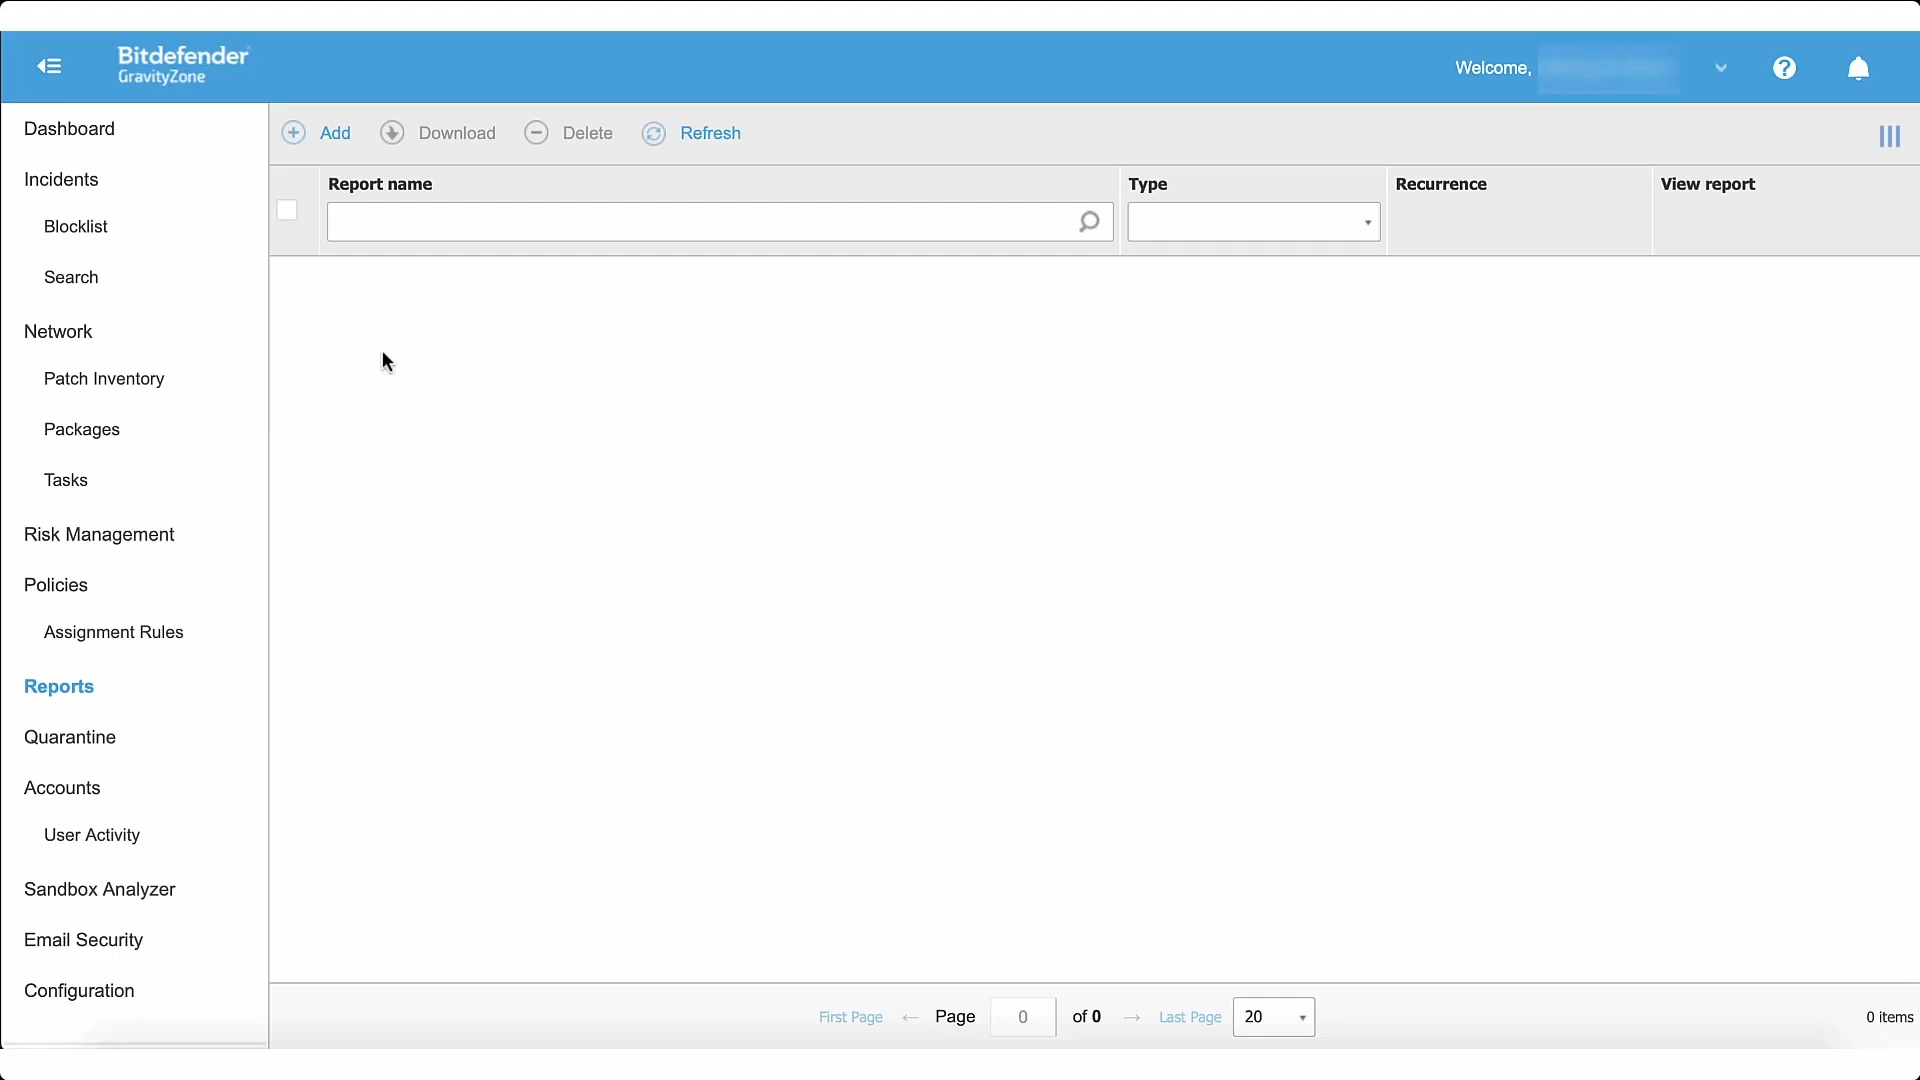 Bitdefender
GravityZone
Welcome,
Dashboard
Incidents
Blocklist
Search
Network
Patch Inventory
Packages
Tasks
Risk Management
Policies
Assignment Rules
Reports
Quarantine
Accounts
User Activity
Sandbox Analyzer
Email Security
Configuration
Add Download Delete Refresh
Report name Type Recurrence View report
First Page ← Page 0 of 0 → Last Page 20 0 items